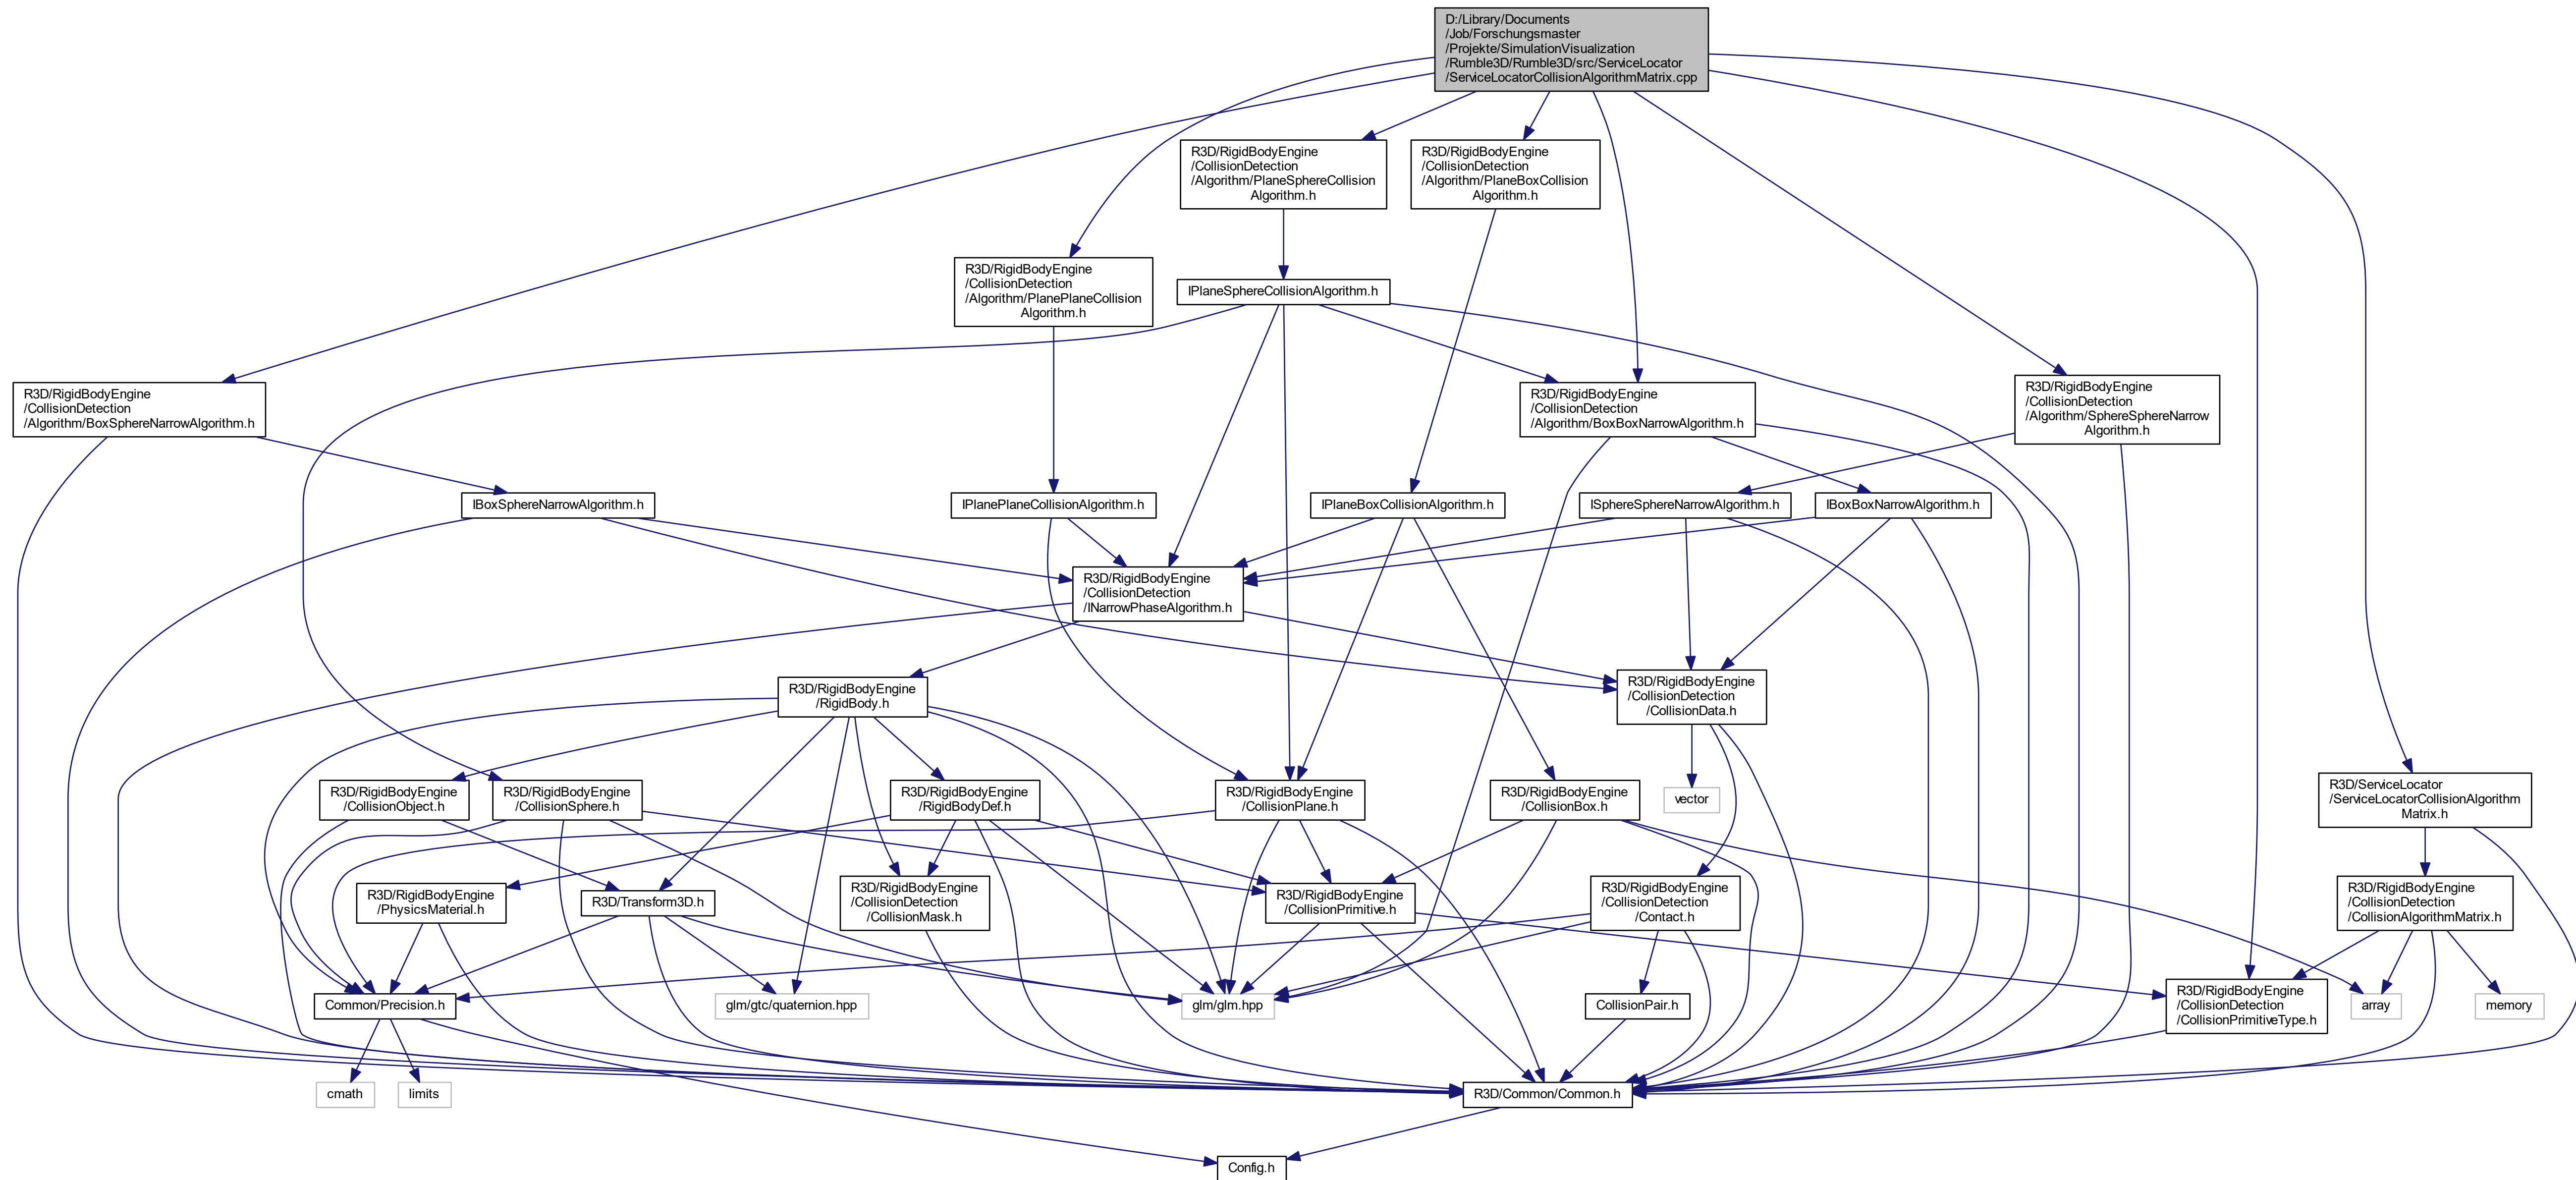 D:/Library/Documents
/Job/Forschungsmaster
/Projekte/SimulationVisualization
/Rumble3D/Rumble3D/src/ServiceLocator
/ServiceLocatorCollisionAlgorithmMatrix.cpp
R3D/RigidBodyEngine
/CollisionDetection
/Algorithm/PlaneSphereCollision
Algorithm.h
R3D/RigidBodyEngine
/CollisionDetection
/Algorithm/PlaneBoxCollision
Algorithm.h
R3D/RigidBodyEngine
/CollisionDetection
/Algorithm/PlanePlaneCollision
Algorithm.h
IPlaneSphereCollisionAlgorithm.h
R3D/RigidBodyEngine
/CollisionDetection
/Algorithm/BoxSphereNarrowAlgorithm.h
R3D/RigidBodyEngine
/CollisionDetection
/Algorithm/BoxBoxNarrowAlgorithm.h
R3D/RigidBodyEngine
/CollisionDetection
/Algorithm/SphereSphereNarrow
Algorithm.h
IBoxSphereNarrowAlgorithm.h
IPlanePlaneCollisionAlgorithm.h
IPlaneBoxCollisionAlgorithm.h
ISphereSphereNarrowAlgorithm.h
IBoxBoxNarrowAlgorithm.h
R3D/RigidBodyEngine
/CollisionDetection
/INarrowPhaseAlgorithm.h
R3D/RigidBodyEngine
/RigidBody.h
R3D/RigidBodyEngine
/CollisionDetection
/CollisionData.h
R3D/RigidBodyEngine
/CollisionObject.h
R3D/RigidBodyEngine
/CollisionSphere.h
R3D/RigidBodyEngine
/RigidBodyDef.h
R3D/RigidBodyEngine
/CollisionPlane.h
R3D/RigidBodyEngine
/CollisionBox.h
vector
R3D/ServiceLocator
/ServiceLocatorCollisionAlgorithm
Matrix.h
R3D/RigidBodyEngine
/PhysicsMaterial.h
R3D/Transform3D.h
R3D/RigidBodyEngine
/CollisionDetection
/CollisionMask.h
R3D/RigidBodyEngine
/CollisionPrimitive.h
R3D/RigidBodyEngine
/CollisionDetection
/Contact.h
R3D/RigidBodyEngine
/CollisionDetection
/CollisionAlgorithmMatrix.h
Common/Precision.h
glm/gtc/quaternion.hpp
glm/glm.hpp
CollisionPair.h
R3D/RigidBodyEngine
/CollisionDetection
/CollisionPrimitiveType.h
array
memory
cmath
limits
R3D/Common/Common.h
Config.h